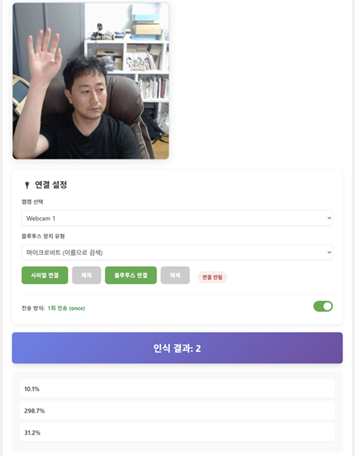 연결 설정
웹캠 선택
Webcam 1
블루투스 장치 유형
마이크로비트 (이름으로 검색)
시리얼 연결 해제 블루투스 연결 해제 연결 안됨
전송 방식: 1회 전송 (once)
인식 결과: 2
10.1%
298.7%
31.2%